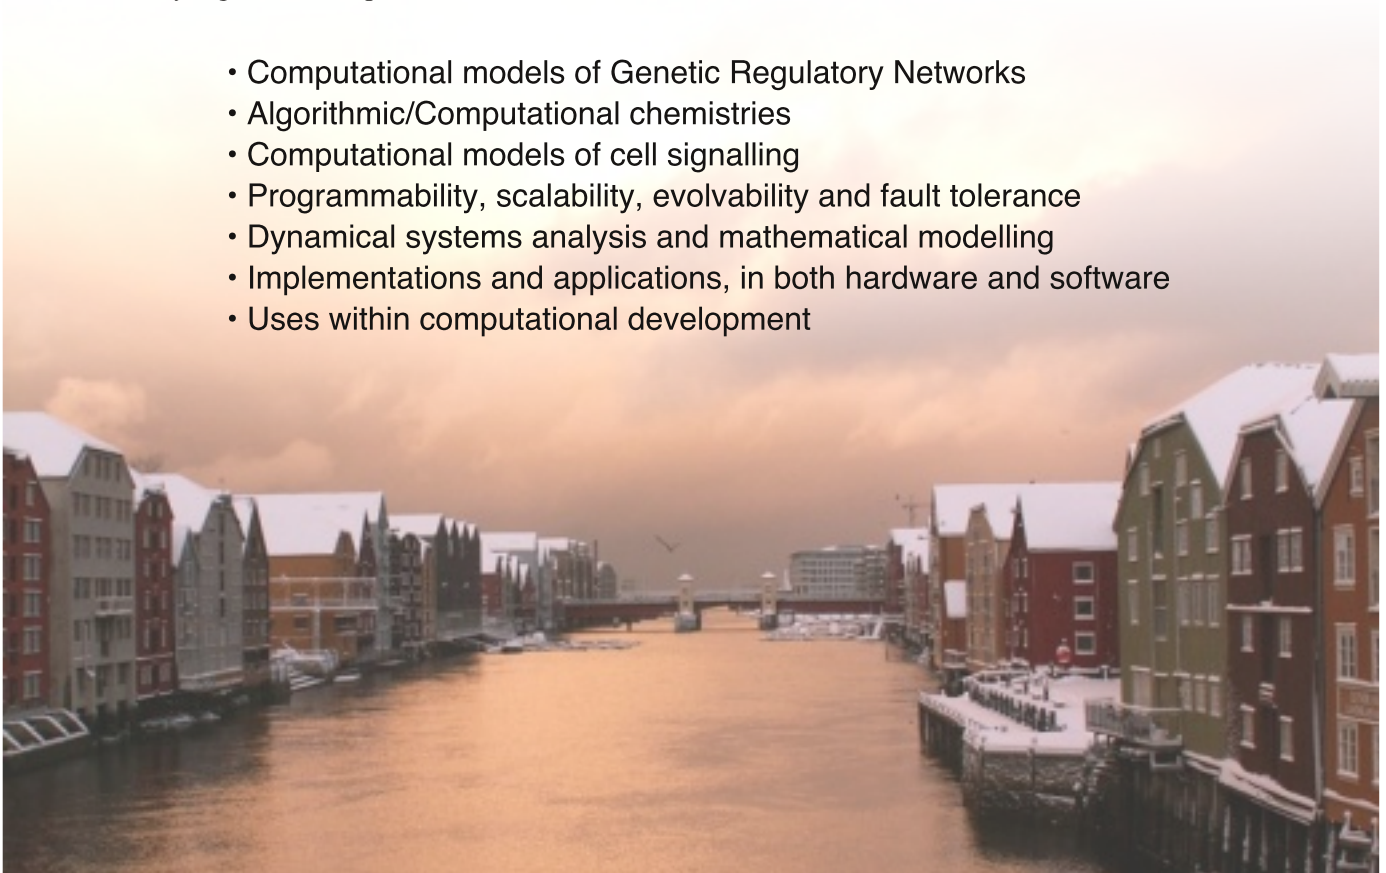 • Computational models of Genetic Regulatory Networks
• Algorithmic/Computational chemistries
• Computational models of cell signalling
• Programmability, scalability, evolvability and fault tolerance
• Dynamical systems analysis and mathematical modelling
• Implementations and applications, in both hardware and software
• Uses within computational development